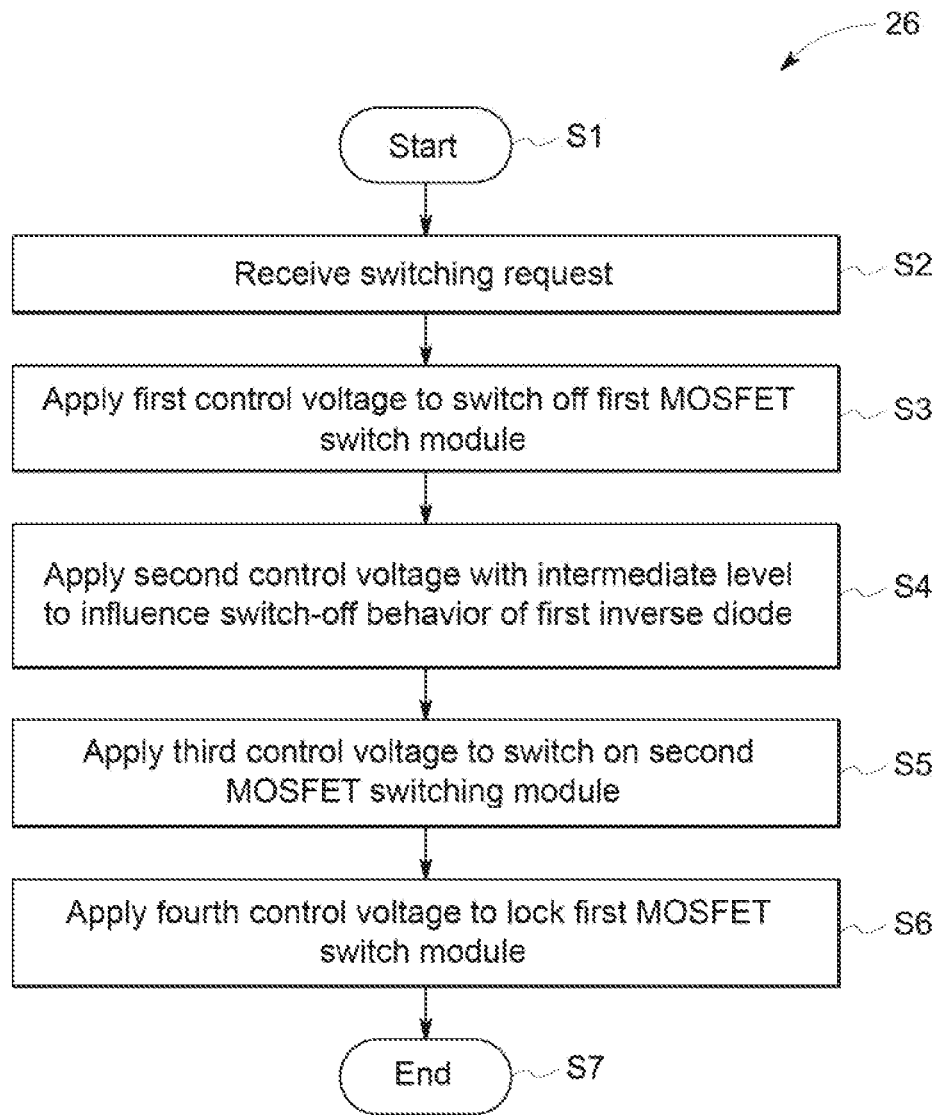 26
Start
S1
Receive switching request
S2
Apply first control voltage to switch off first MOSFET
switch module
S3
Apply second control voltage with intermediate level
to influence switch-off behavior of first inverse diode
S4
Apply third control voltage to switch on second
MOSFET switching module
S5
Apply fourth control voltage to lock first MOSFET
switch module
S6
End
S7